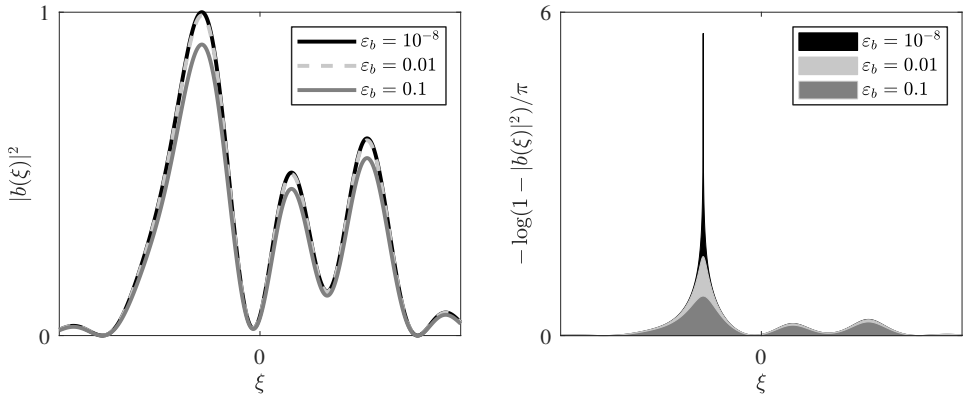 1
0
0
|b(ξ)|²
ξ
ε_b = 10⁻⁸
ε_b = 0.01
ε_b = 0.1
6
0
0
−log(1 − |b(ξ)|²)/π
ξ
ε_b = 10⁻⁸
ε_b = 0.01
ε_b = 0.1